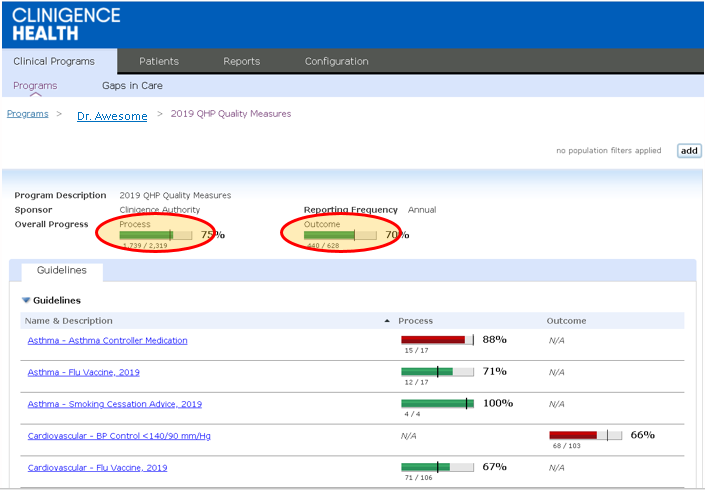 CLINIGENCE
HEALTH
Clinical Programs Patients Reports Configuration
Programs Gaps in Care
Programs > Dr. Awesome > 2019 QHP Quality Measures
no population filters applied add
Program Description 2019 QHP Quality Measures
Sponsor Clinigence Authority Reporting Frequency Annual
Overall Progress Process Outcome
75% 70%
1,739 / 2,319 440 / 628
Guidelines
Guidelines
Name & Description Process Outcome
Asthma - Asthma Controller Medication 88% N/A
15 / 17
Asthma - Flu Vaccine, 2019 71% N/A
12 / 17
Asthma - Smoking Cessation Advice, 2019 100% N/A
4 / 4
Cardiovascular - BP Control <140/90 mm/Hg N/A 66%
68 / 103
Cardiovascular - Flu Vaccine, 2019 67% N/A
71 / 106